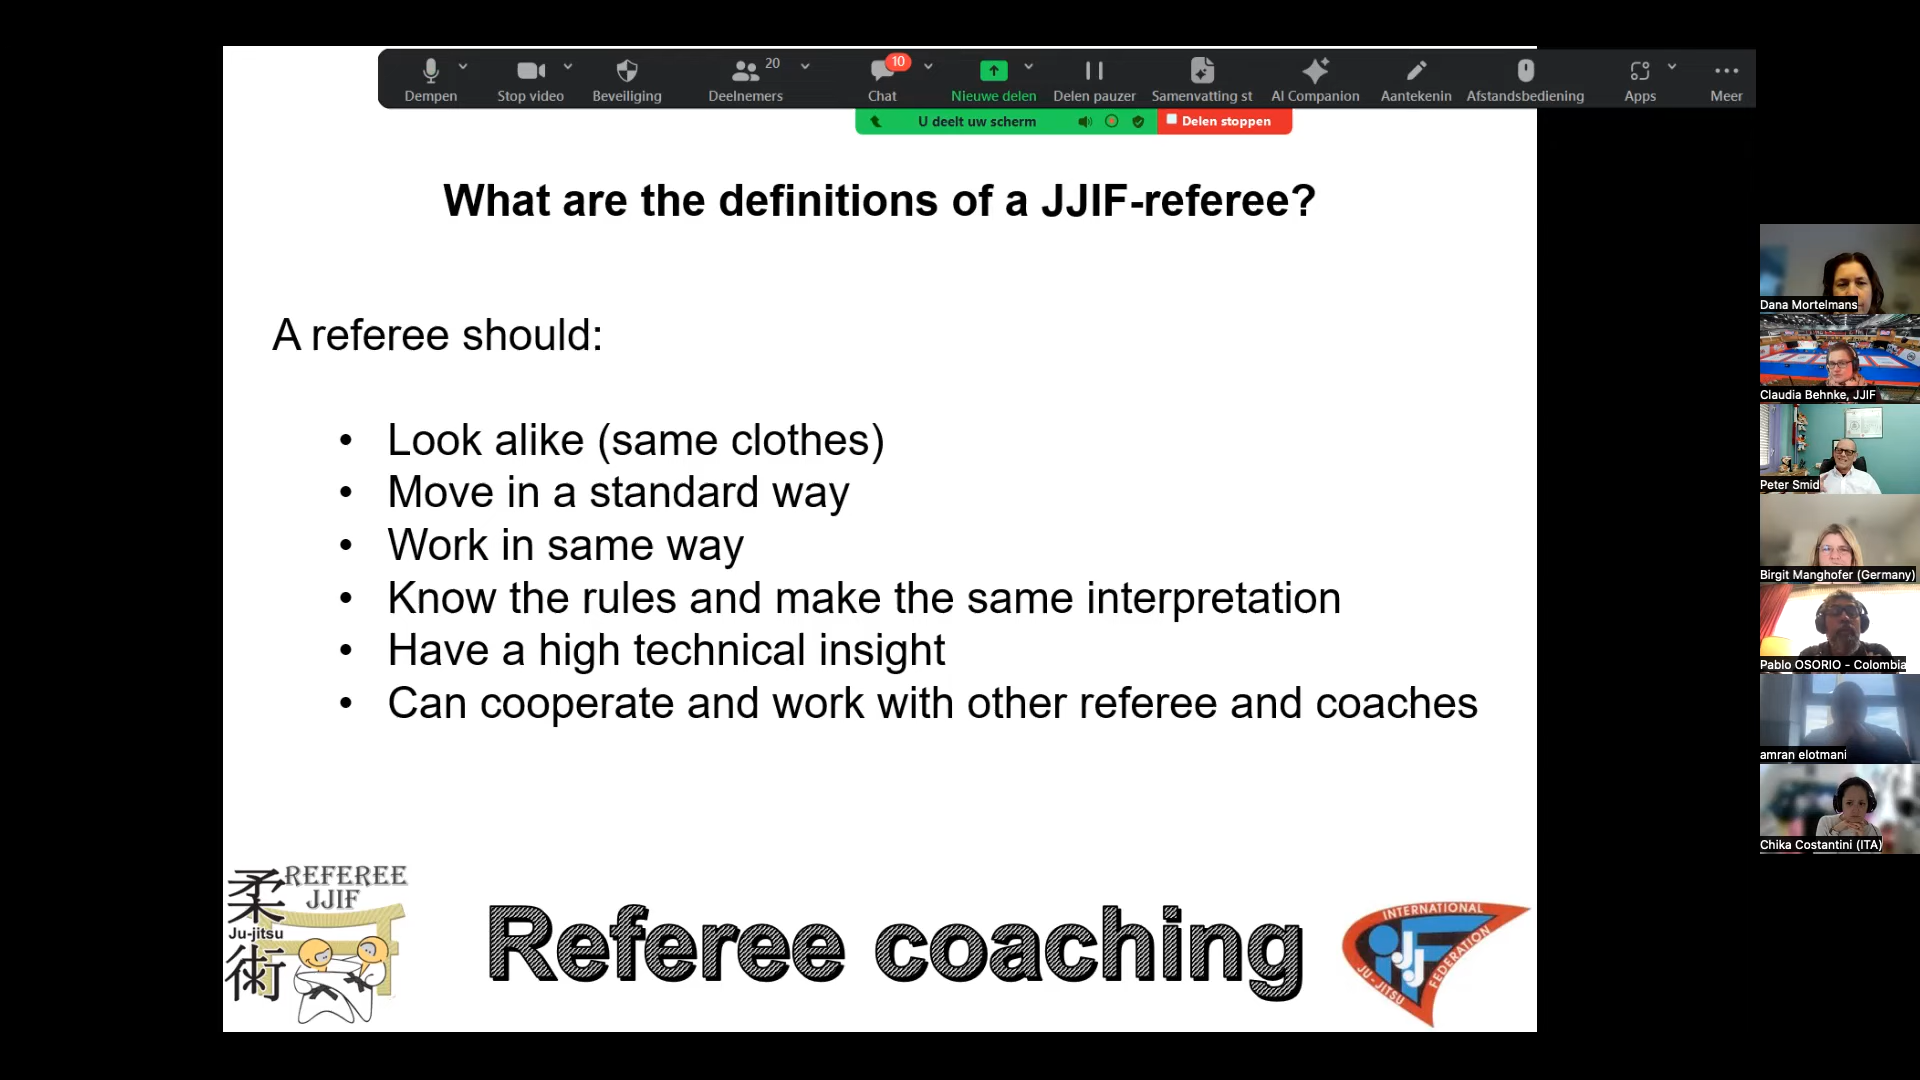 Dempen
Stop video
Beveiliging
20
Deelnemers
10
Chat
Nieuwe delen
Delen pauzer
Samenvatting st
AI Companion
Aantekenin
Afstandsbediening
Apps
Meer
U deelt uw scherm
Delen stoppen
What are the definitions of a JJIF-referee?
A referee should:
• Look alike (same clothes)
• Move in a standard way
• Work in same way
• Know the rules and make the same interpretation
• Have a high technical insight
• Can cooperate and work with other referee and coaches
柔術
REFEREE
JJIF
Ju-jitsu
Referee coaching
INTERNATIONAL
JJIF
JU-JITSU
FEDERATION
Dana Mortelmans
Claudia Behnke, JJIF
Peter Smid
Birgit Manghofer (Germany)
Pablo OSORIO - Colombia
amran elotmani
Chika Costantini (ITA)